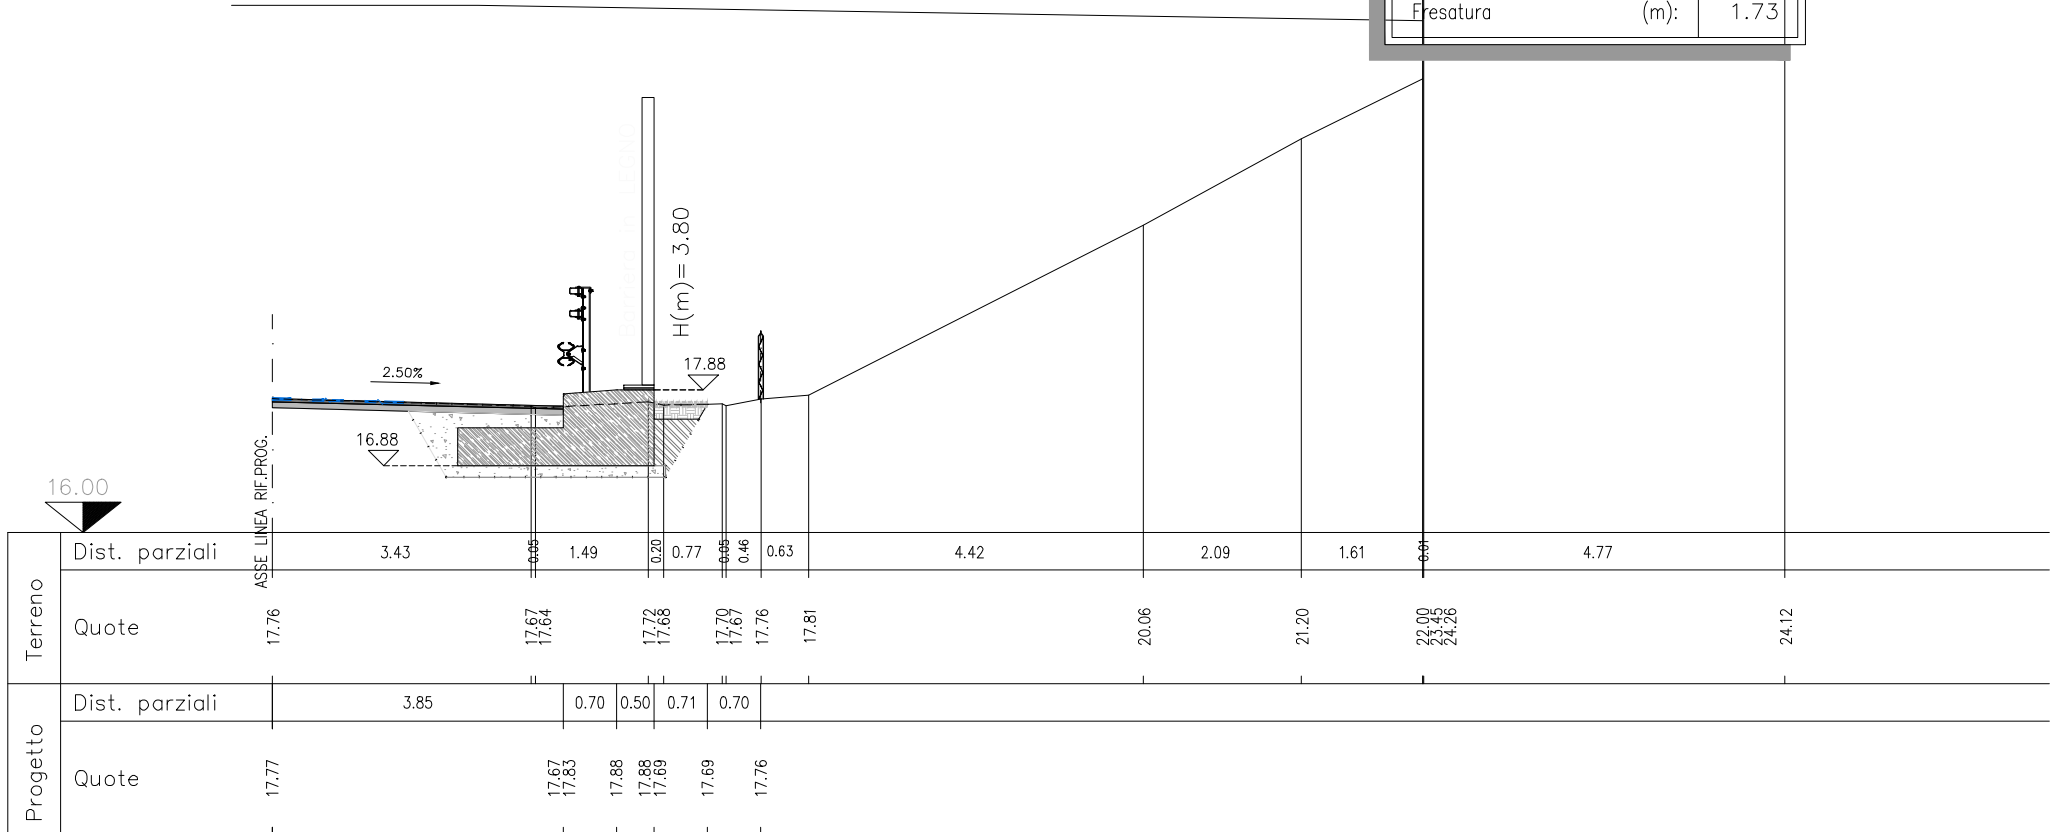 Fresatura (m): 1.73
H(m) = 3.80
17.88
2.50%
16.88
ASSE LINEA RIF.PROG.
16.00
Terreno
Dist. parziali 3.43 0.05 1.49 0.20 0.77 0.05 0.46 0.63 4.42 2.09 1.61 0.01 4.77
Quote 17.76 17.67 17.64 17.72 17.68 17.70 17.67 17.76 17.81 20.06 21.20 22.00 23.45 24.26 24.12
Progetto
Dist. parziali 3.85 0.70 0.50 0.71 0.70
Quote 17.77 17.67 17.83 17.88 17.88 17.69 17.69 17.76